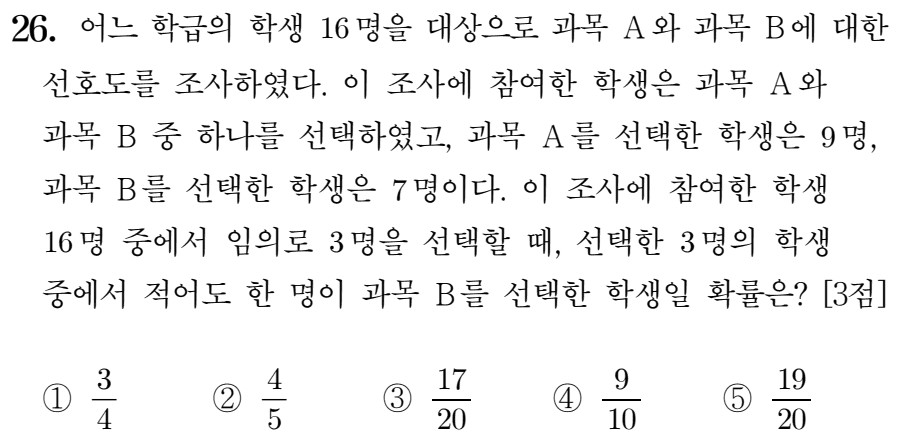 26. 어느 학급의 학생 16명을 대상으로 과목 A와 과목 B에 대한
선호도를 조사하였다. 이 조사에 참여한 학생은 과목 A와
과목 B 중 하나를 선택하였고, 과목 A를 선택한 학생은 9명,
과목 B를 선택한 학생은 7명이다. 이 조사에 참여한 학생
16명 중에서 임의로 3명을 선택할 때, 선택한 3명의 학생
중에서 적어도 한 명이 과목 B를 선택한 학생일 확률은? [3점]
① 3/4 ② 4/5 ③ 17/20 ④ 9/10 ⑤ 19/20